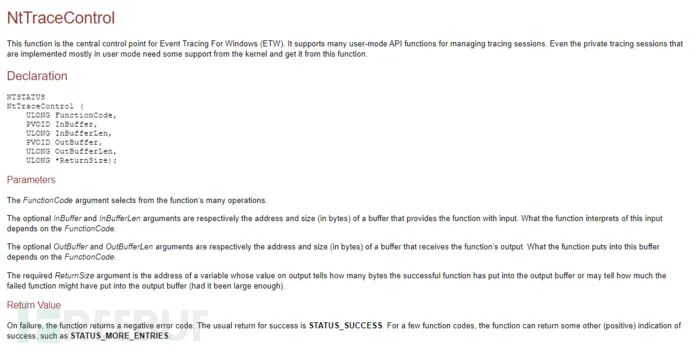 NtTraceControl
This function is the central control point for Event Tracing For Windows (ETW). It supports many user-mode API functions for managing tracing sessions. Even the private tracing sessions that
are implemented mostly in user mode need some support from the kernel and get it from this function.
Declaration
NTSTATUS
NtTraceControl (
ULONG FunctionCode,
PVOID InBuffer,
ULONG InBufferLen,
PVOID OutBuffer,
ULONG OutBufferLen,
ULONG *ReturnSize);
Parameters
The FunctionCode argument selects from the function's many operations.
The optional InBuffer and InBufferLen arguments are respectively the address and size (in bytes) of a buffer that provides the function with input. What the function interprets of this input
depends on the FunctionCode.
The optional OutBuffer and OutBufferLen arguments are respectively the address and size (in bytes) of a buffer that receives the function's output. What the function puts into this buffer
depends on the FunctionCode.
The required ReturnSize argument is the address of a variable whose value on output tells how many bytes the successful function has put into the output buffer or may tell how much the
failed function might have put into the output buffer (had it been large enough).
Return Value
On failure, the function returns a negative error code. The usual return for success is STATUS_SUCCESS. For a few function codes, the function can return some other (positive) indication of
success, such as STATUS_MORE_ENTRIES.
REEBUF